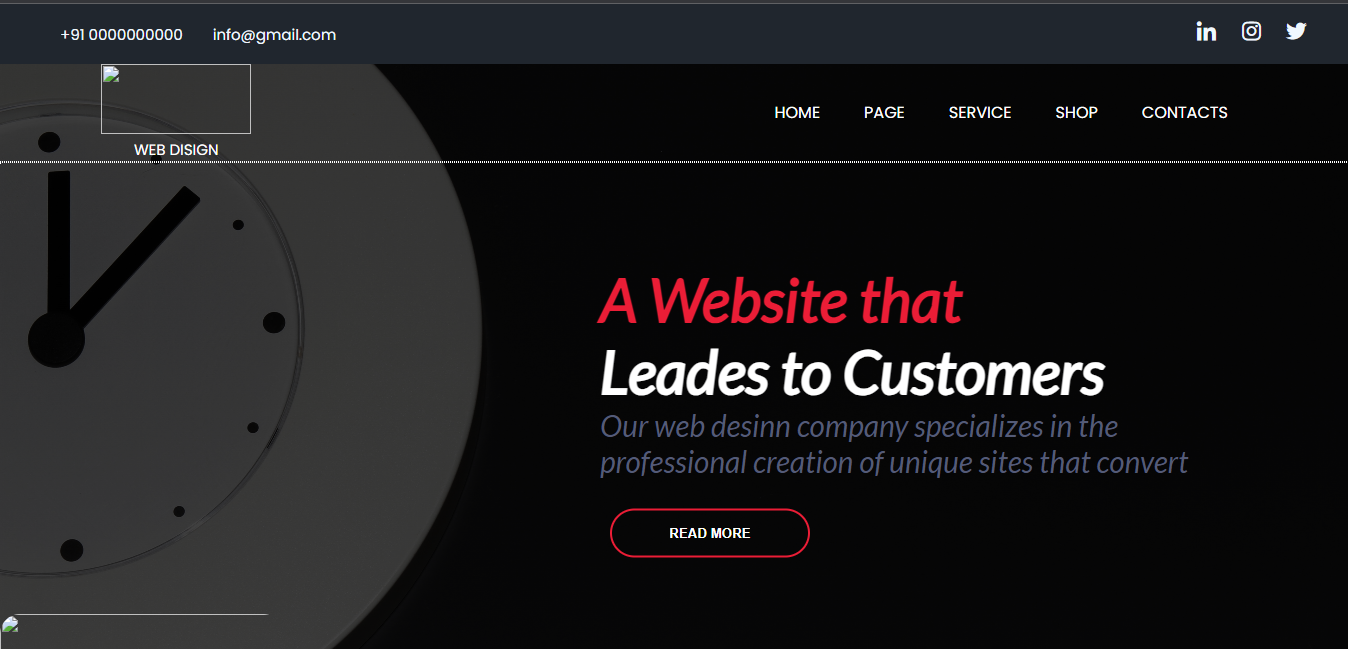 +91 0000000000 info@gmail.com
HOME PAGE SERVICE SHOP CONTACTS
WEB DISIGN
A Website that
Leades to Customers
Our web desinn company specializes in the
professional creation of unique sites that convert
READ MORE